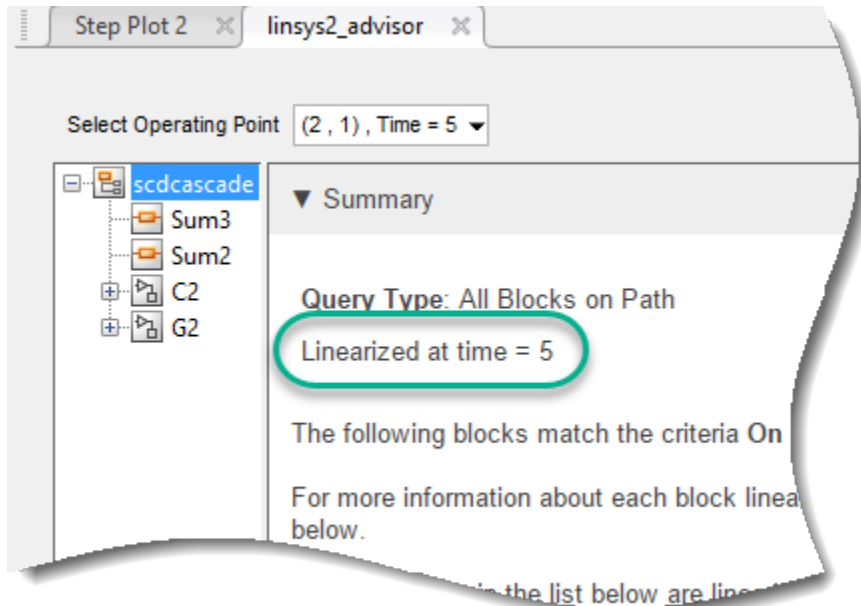 Step Plot 2
linsys2_advisor
Select Operating Point (2 , 1) , Time = 5
scdcascade
Sum3
Sum2
C2
G2
▼ Summary
Query Type: All Blocks on Path
Linearized at time = 5
The following blocks match the criteria On
For more information about each block
below.
in the list below are